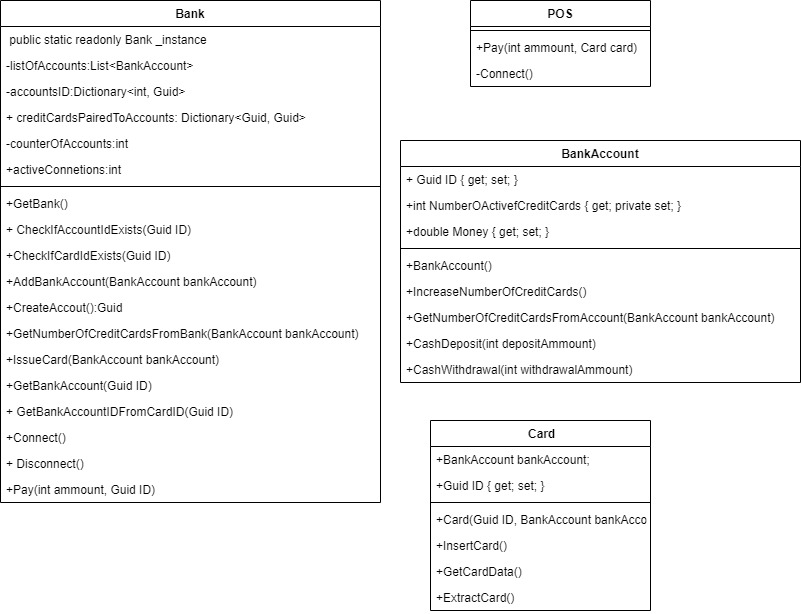 Bank
public static readonly Bank _instance
-listOfAccounts:List<BankAccount>
-accountsID:Dictionary<int, Guid>
+ creditCardsPairedToAccounts: Dictionary<Guid, Guid>
-counterOfAccounts:int
+activeConnetions:int
+GetBank()
+ CheckIfAccountIdExists(Guid ID)
+CheckIfCardIdExists(Guid ID)
+AddBankAccount(BankAccount bankAccount)
+CreateAccout():Guid
+GetNumberOfCreditCardsFromBank(BankAccount bankAccount)
+IssueCard(BankAccount bankAccount)
+GetBankAccount(Guid ID)
+ GetBankAccountIDFromCardID(Guid ID)
+Connect()
+ Disconnect()
+Pay(int ammount, Guid ID)
POS
+Pay(int ammount, Card card)
-Connect()
BankAccount
+ Guid ID { get; set; }
+int NumberOActivefCreditCards { get; private set; }
+double Money { get; set; }
+BankAccount()
+IncreaseNumberOfCreditCards()
+GetNumberOfCreditCardsFromAccount(BankAccount bankAccount)
+CashDeposit(int depositAmmount)
+CashWithdrawal(int withdrawalAmmount)
Card
+BankAccount bankAccount;
+Guid ID { get; set; }
+Card(Guid ID, BankAccount bankAcco
+InsertCard()
+GetCardData()
+ExtractCard()